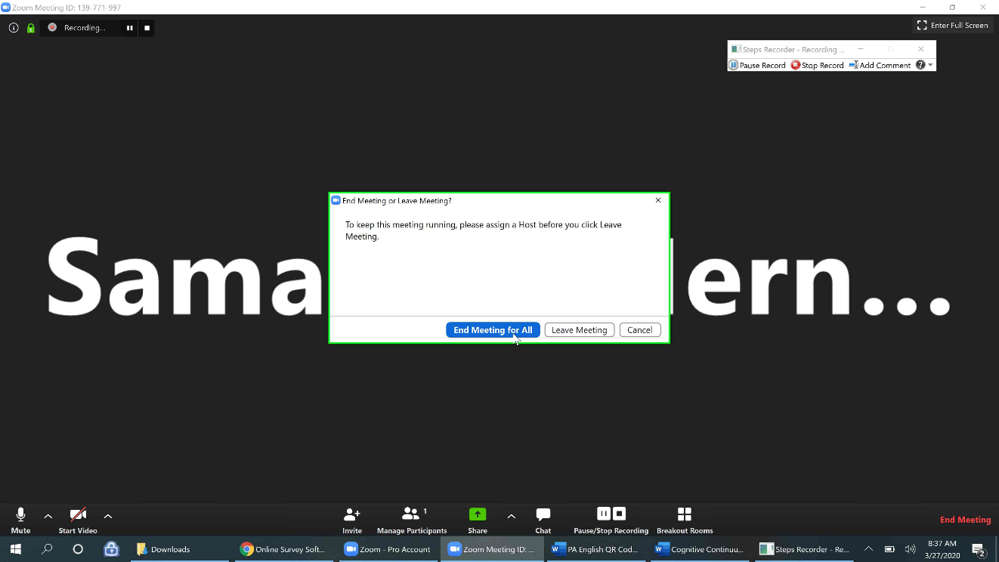 Zoom Meeting ID: 139-771-997
Recording...
Enter Full Screen
Steps Recorder - Recording ...
Pause Record Stop Record Add Comment
End Meeting or Leave Meeting?
To keep this meeting running, please assign a Host before you click Leave
Meeting.
Sama ern...
End Meeting for All Leave Meeting Cancel
1
Mute Start Video Invite Manage Participants Share Chat Pause/Stop Recording Breakout Rooms End Meeting
Downloads Online Survey Soft... Zoom - Pro Account Zoom Meeting ID: ... PA English QR Cod... Cognitive Continuu... Steps Recorder - Re...
8:37 AM
3/27/2020
2